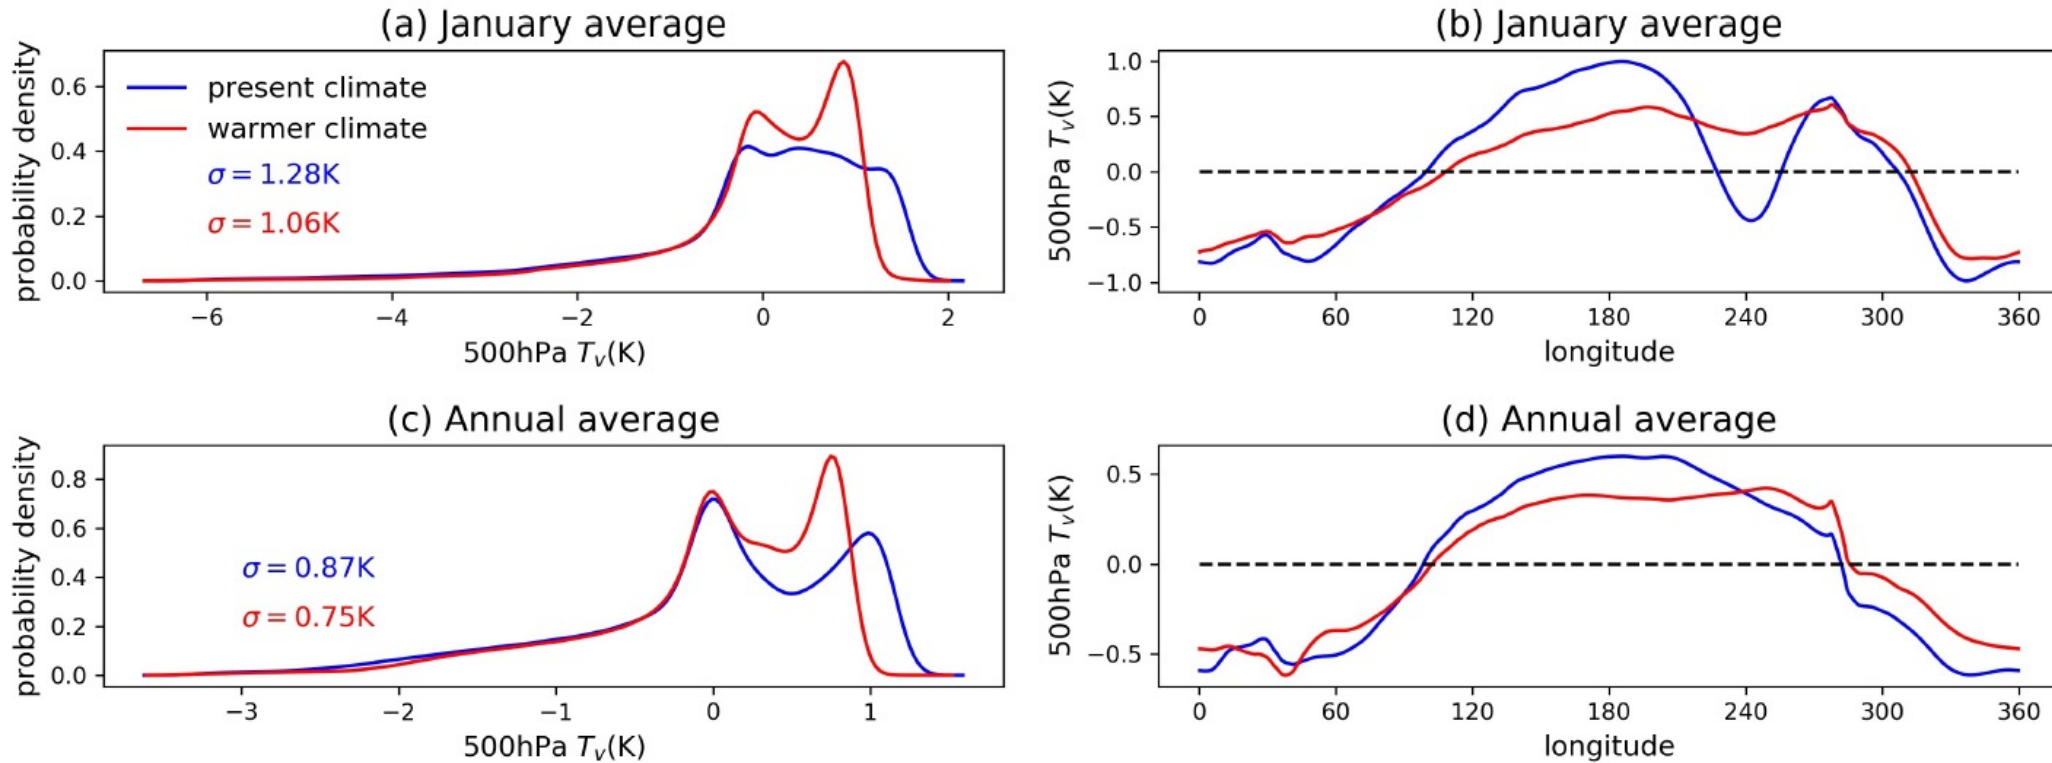 (a) January average
probability density
0.6
0.4
0.2
0.0
present climate
warmer climate
σ = 1.28K
σ = 1.06K
−6 −4 −2 0 2
500hPa Tv(K)
(b) January average
500hPa Tv(K)
1.0
0.5
0.0
−0.5
−1.0
0 60 120 180 240 300 360
longitude
(c) Annual average
probability density
0.8
0.6
0.4
0.2
0.0
σ = 0.87K
σ = 0.75K
−3 −2 −1 0 1
500hPa Tv(K)
(d) Annual average
500hPa Tv(K)
0.5
0.0
−0.5
0 60 120 180 240 300 360
longitude